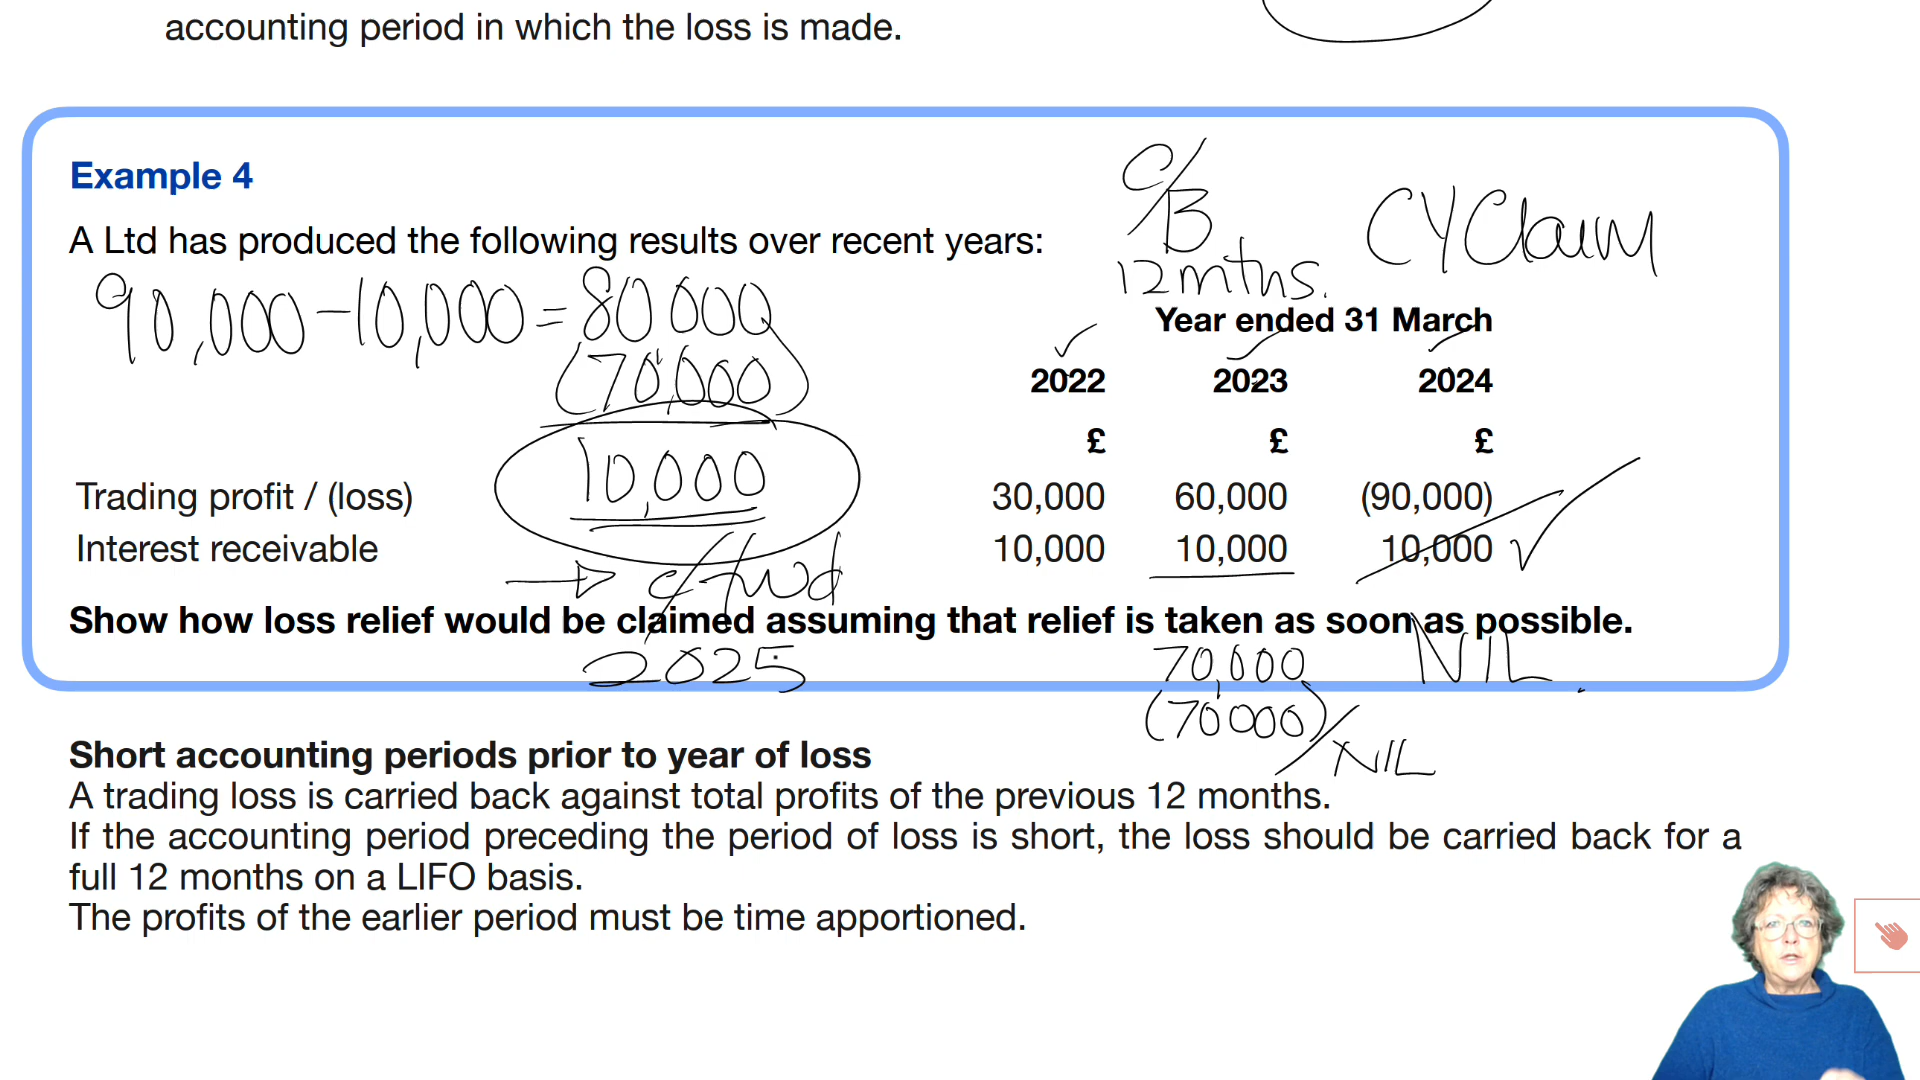 accounting period in which the loss is made.
Example 4
C/B
12mths.
CY Claim
A Ltd has produced the following results over recent years:
90,000 - 10,000 = 80 000
(70,000)
10,000
→ c/fwd
2025
Year ended 31 March
2022 2023 2024
£ £ £
Trading profit / (loss) 30,000 60,000 (90,000)
Interest receivable 10,000 10,000 10,000
Show how loss relief would be claimed assuming that relief is taken as soon as possible.
70,000 NIL
(70,000)
NIL
Short accounting periods prior to year of loss
A trading loss is carried back against total profits of the previous 12 months.
If the accounting period preceding the period of loss is short, the loss should be carried back for a
full 12 months on a LIFO basis.
The profits of the earlier period must be time apportioned.